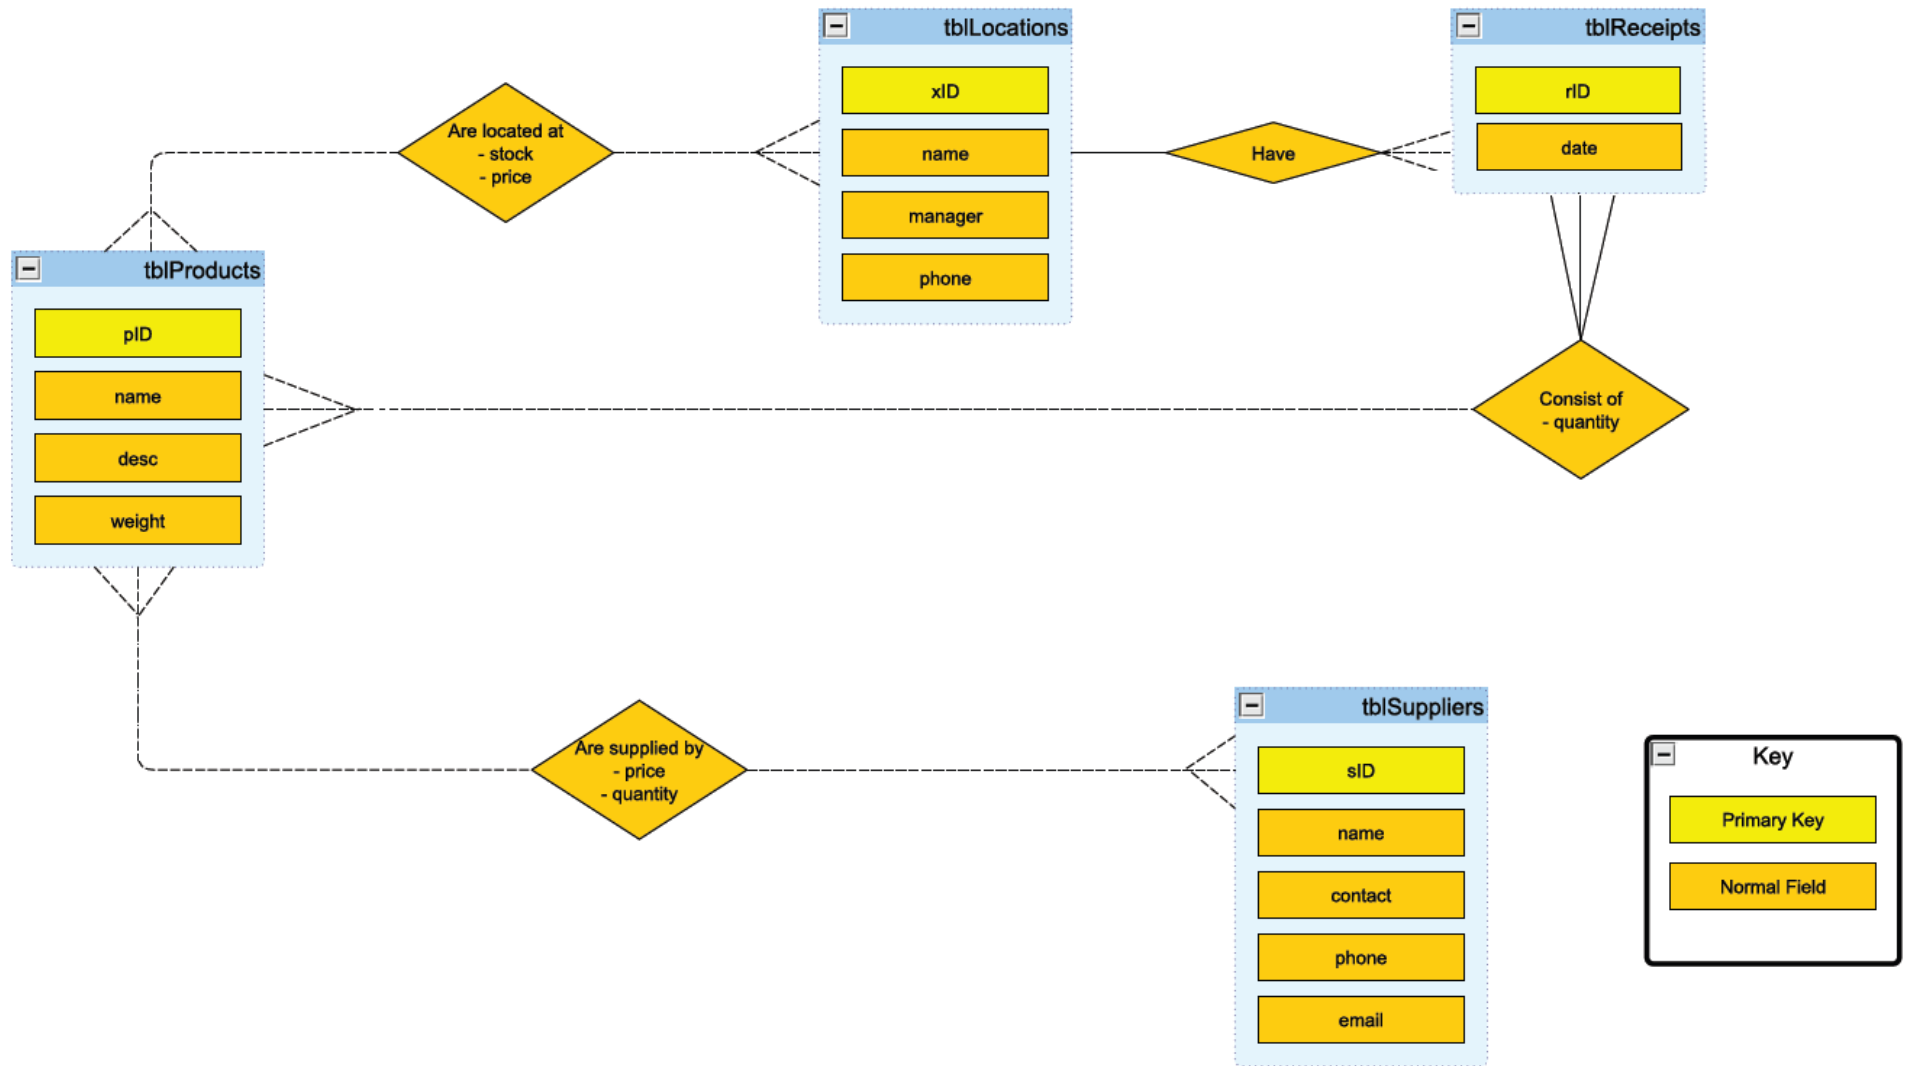 tblLocations
xID
name
manager
phone
tblReceipts
rID
date
Are located at
- stock
- price
Have
tblProducts
pID
name
desc
weight
Consist of
- quantity
Are supplied by
- price
- quantity
tblSuppliers
sID
name
contact
phone
email
Key
Primary Key
Normal Field